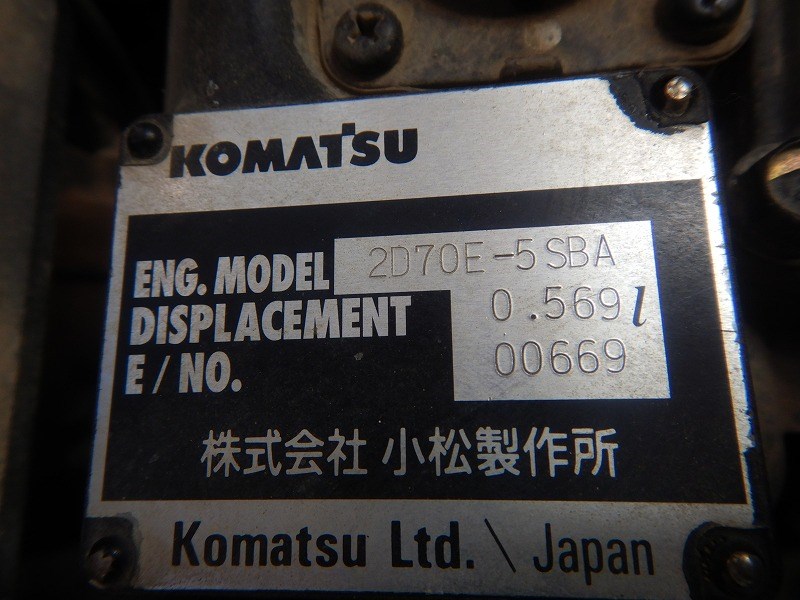 KOMATSU
ENG. MODEL 2D70E-5SBA
DISPLACEMENT 0.569 l
E / NO. 00669
株式会社 小松製作所
Komatsu Ltd. \ Japan